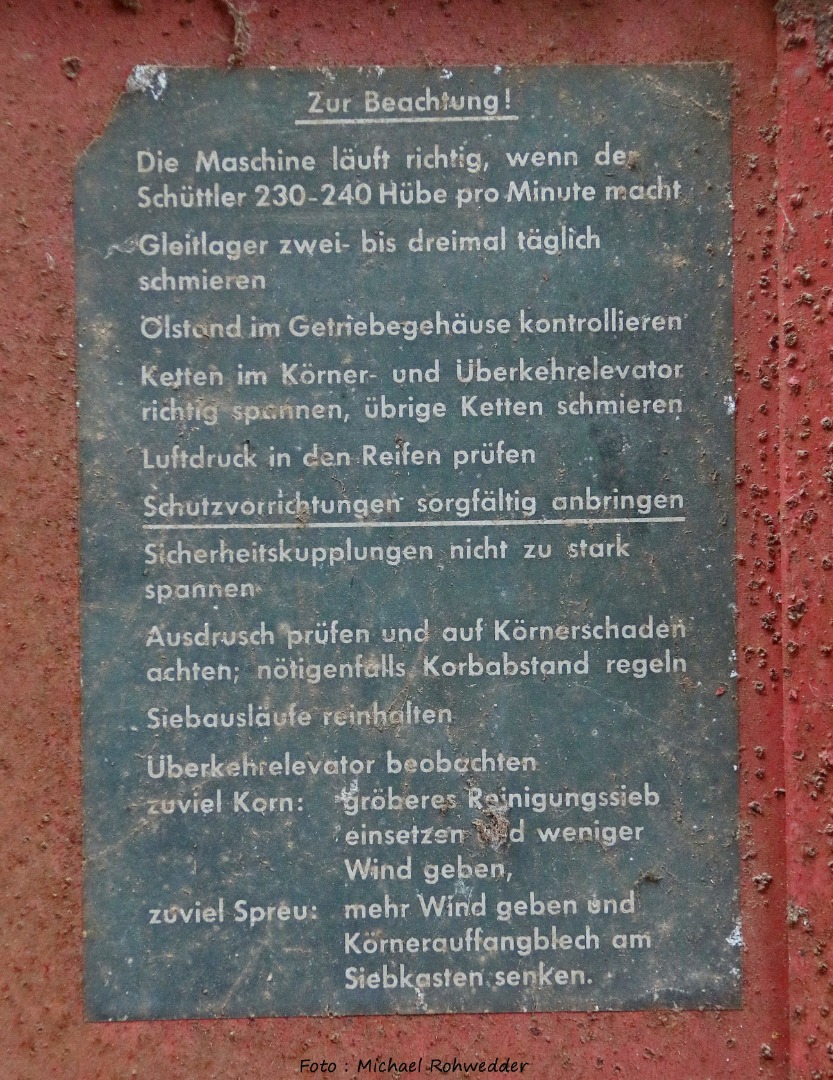 Zur Beachtung!
Die Maschine läuft richtig, wenn der
Schüttler 230-240 Hübe pro Minute macht
Gleitlager zwei- bis dreimal täglich
schmieren
Ölstand im Getriebegehäuse kontrollieren
Ketten im Körner- und Überkehrelevator
richtig spannen, übrige Ketten schmieren
Luftdruck in den Reifen prüfen
Schutzvorrichtungen sorgfältig anbringen
Sicherheitskupplungen nicht zu stark
spannen
Ausdrusch prüfen und auf Körnerschaden
achten; nötigenfalls Korbabstand regeln
Siebausläufe reinhalten
Überkehrelevator beobachten
zuviel Korn: gröberes Reinigungssieb
einsetzen und weniger
Wind geben,
zuviel Spreu: mehr Wind geben und
Körnerauffangblech am
Siebkasten senken.
Foto : Michael Rohwedder